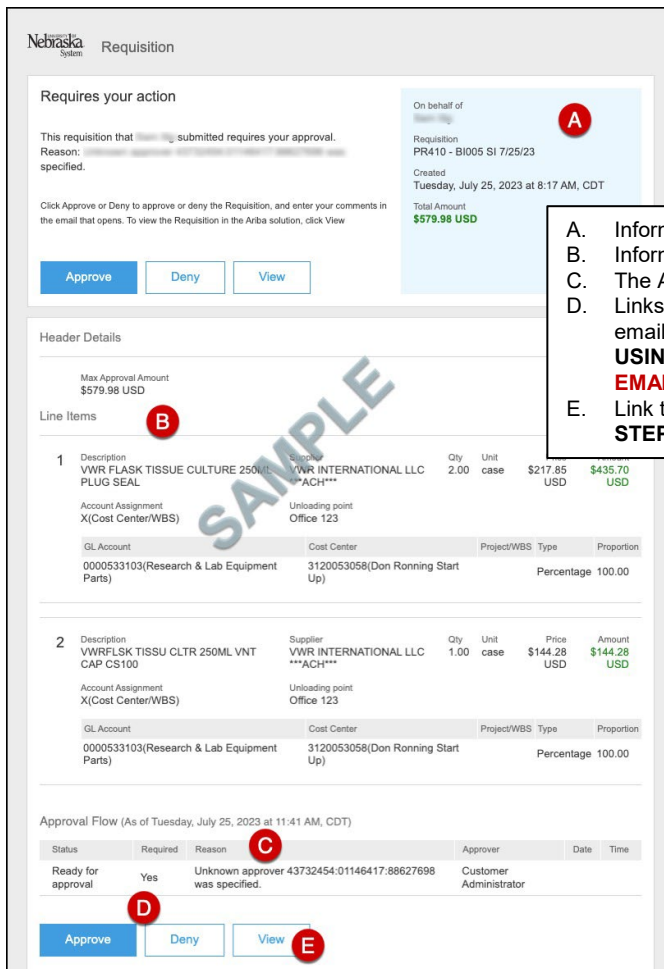 UNIVERSITY OF
Nebraska
System
Requisition
Requires your action
This requisition that submitted requires your approval.
Reason: was
specified.
Click Approve or Deny to approve or deny the Requisition, and enter your comments in
the email that opens. To view the Requisition in the Ariba solution, click View
Approve Deny View
On behalf of
A
Requisition
PR410 - BI005 SI 7/25/23
Created
Tuesday, July 25, 2023 at 8:17 AM, CDT
Total Amount
$579.98 USD
A. Inforr
B. Inforr
C. The A
D. Links
email
USIN
EMAI
E. Link t
STEP
Header Details
Max Approval Amount
$579.98 USD
Line Items
B
SAMPLE
1 Description Supplier Qty Unit
VWR FLASK TISSUE CULTURE 250ML VWR INTERNATIONAL LLC 2.00 case $217.85 $435.70
PLUG SEAL ***ACH*** USD USD
Account Assignment Unloading point
X(Cost Center/WBS) Office 123
GL Account Cost Center Project/WBS Type Proportion
0000533103(Research & Lab Equipment 3120053058(Don Ronning Start Percentage 100.00
Parts) Up)
2 Description Supplier Qty Unit Price Amount
VWRFLSK TISSU CLTR 250ML VNT VWR INTERNATIONAL LLC 1.00 case $144.28 $144.28
CAP CS100 ***ACH*** USD USD
Account Assignment Unloading point
X(Cost Center/WBS) Office 123
GL Account Cost Center Project/WBS Type Proportion
0000533103(Research & Lab Equipment 3120053058(Don Ronning Start Percentage 100.00
Parts) Up)
Approval Flow (As of Tuesday, July 25, 2023 at 11:41 AM, CDT)
Status Required Reason C Approver Date Time
Ready for Yes Unknown approver 43732454:01146417:88627698 Customer
approval was specified. Administrator
D
Approve Deny View E